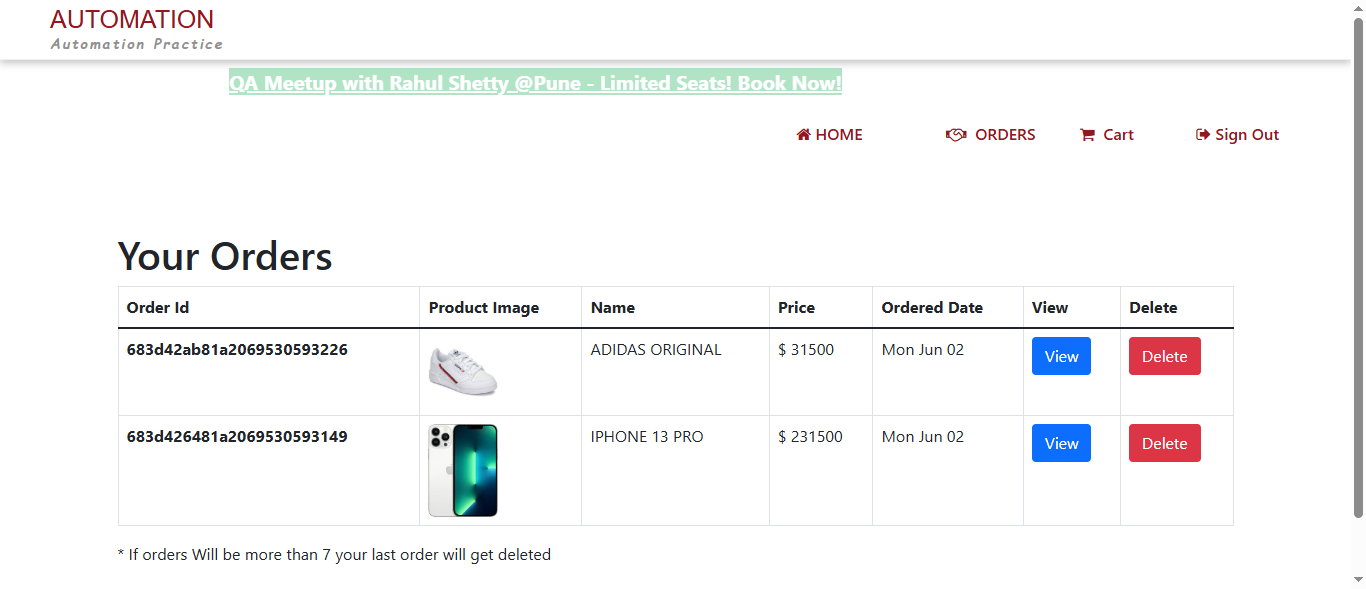 AUTOMATION
Automation Practice
QA Meetup with Rahul Shetty @Pune - Limited Seats! Book Now!
HOME ORDERS Cart Sign Out
Your Orders
Order Id Product Image Name Price Ordered Date View Delete
683d42ab81a2069530593226 ADIDAS ORIGINAL $ 31500 Mon Jun 02 View Delete
683d426481a2069530593149 IPHONE 13 PRO $ 231500 Mon Jun 02 View Delete
* If orders Will be more than 7 your last order will get deleted